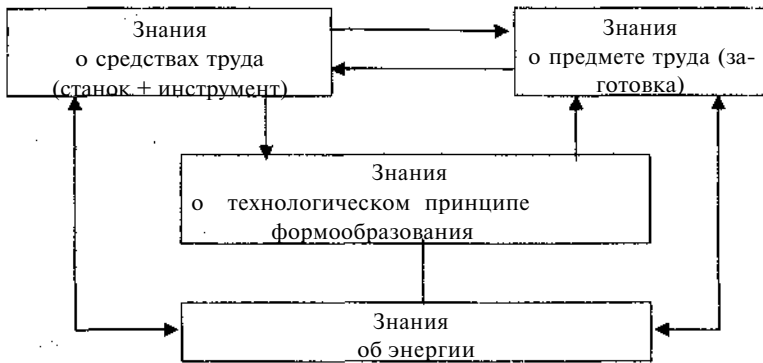 Знания
о средствах труда
(станок + инструмент)
Знания
о предмете труда (за-
готовка)
Знания
о технологическом принципе
формообразования
Знания
об энергии